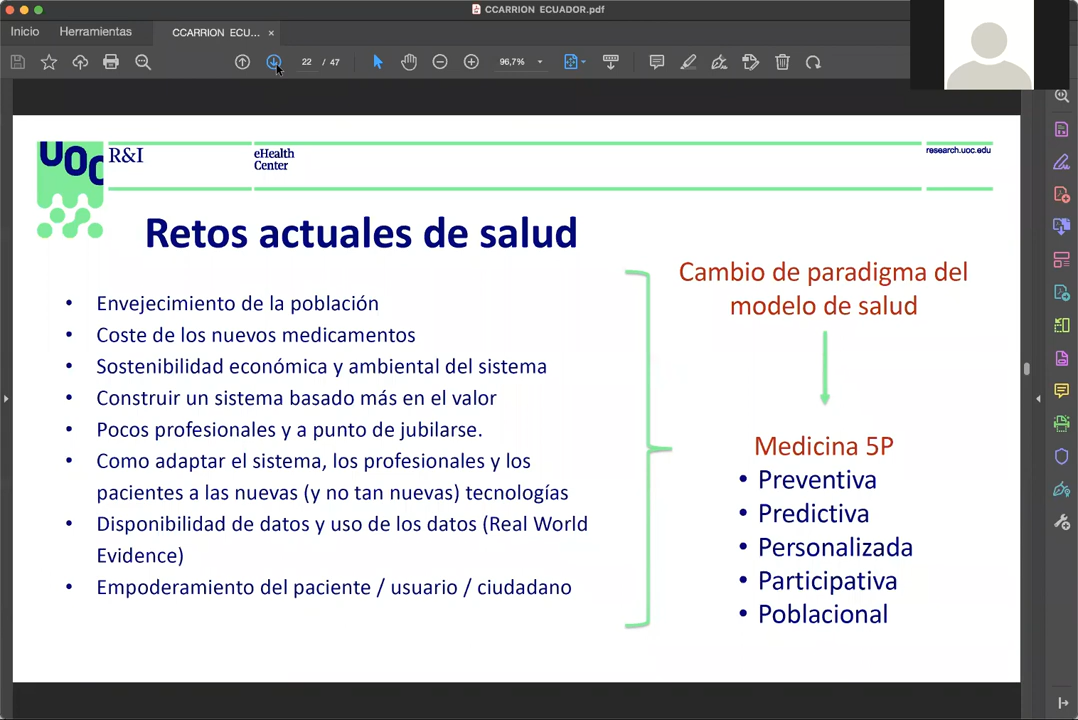 CCARRION ECUADOR.pdf
Inicio
Herramientas
CCARRION ECU... ×
22 / 47
96,7%
UOC
R&I
eHealth
Center
research.uoc.edu
Retos actuales de salud
• Envejecimiento de la población
• Coste de los nuevos medicamentos
• Sostenibilidad económica y ambiental del sistema
• Construir un sistema basado más en el valor
• Pocos profesionales y a punto de jubilarse.
• Como adaptar el sistema, los profesionales y los
pacientes a las nuevas (y no tan nuevas) tecnologías
• Disponibilidad de datos y uso de los datos (Real World
Evidence)
• Empoderamiento del paciente / usuario / ciudadano
Cambio de paradigma del
modelo de salud
Medicina 5P
• Preventiva
• Predictiva
• Personalizada
• Participativa
• Poblacional